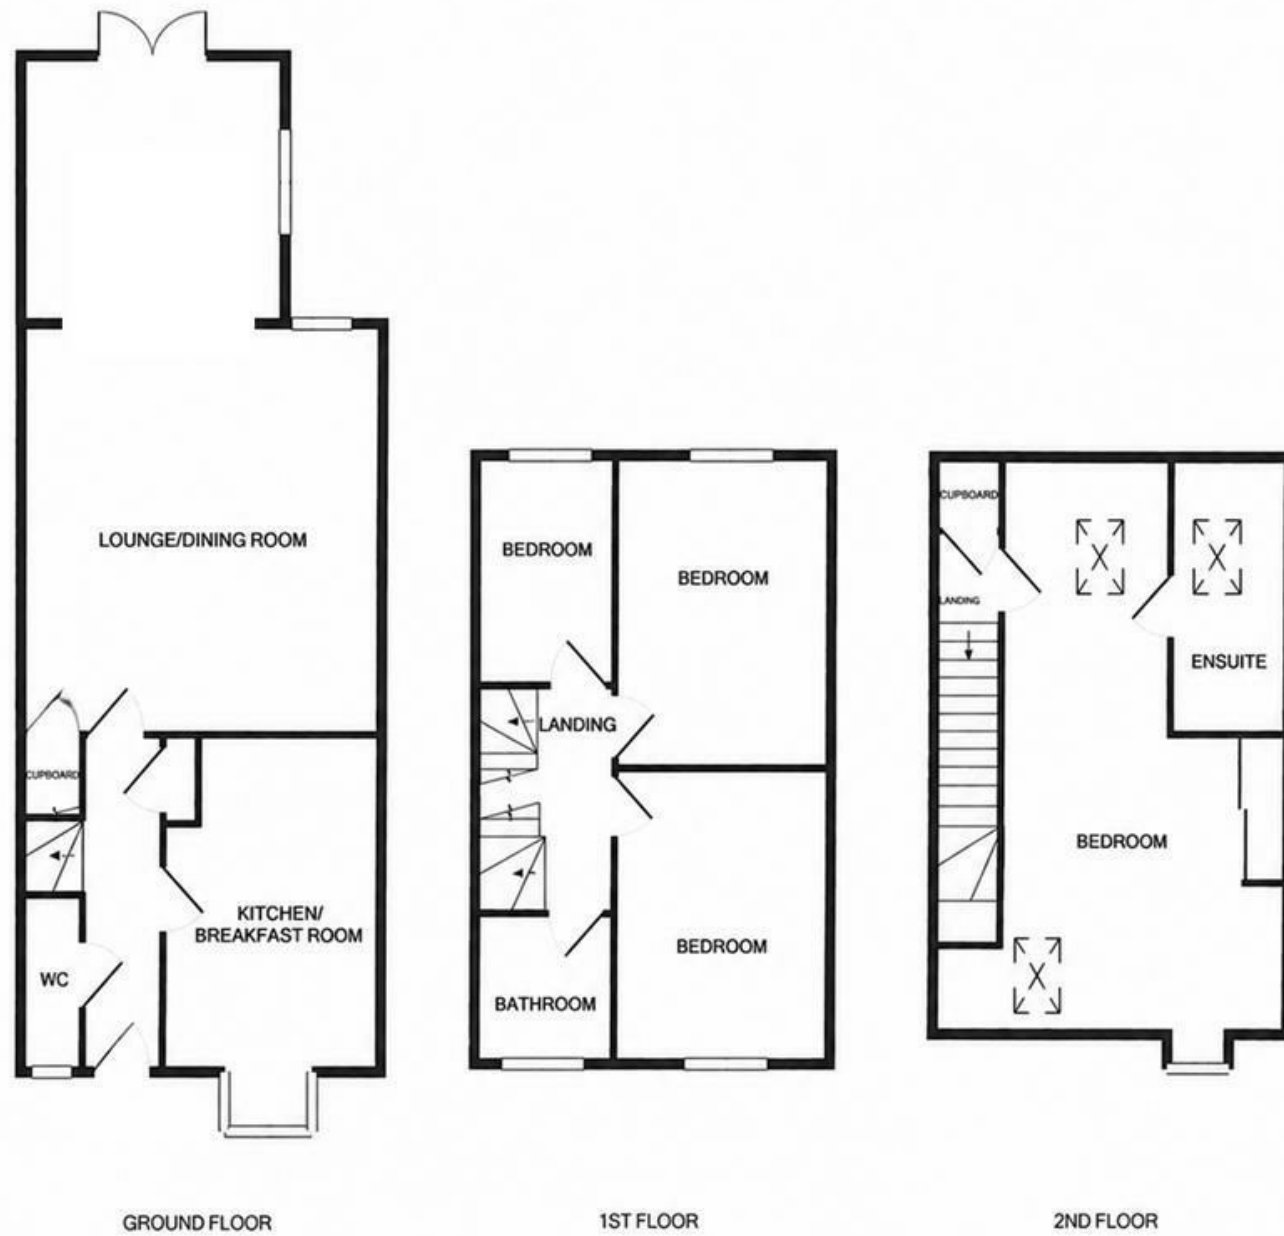 LOUNGE/DINING ROOM
CUPBOARD
KITCHEN/
BREAKFAST ROOM
WC
GROUND FLOOR
BEDROOM
BEDROOM
LANDING
BEDROOM
BATHROOM
1ST FLOOR
CUPBOARD
LANDING
ENSUITE
BEDROOM
2ND FLOOR